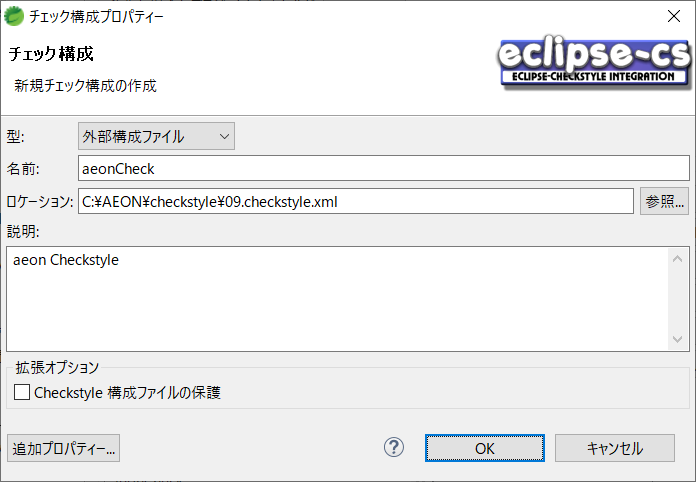 チェック構成プロパティー
チェック構成
新規チェック構成の作成
eclipse-cs
ECLIPSE-CHECKSTYLE INTEGRATION
型: 外部構成ファイル
名前: aeonCheck
ロケーション: C:¥AEON¥checkstyle¥09.checkstyle.xml 参照...
説明:
aeon Checkstyle
拡張オプション
Checkstyle 構成ファイルの保護
追加プロパティー... ? OK キャンセル